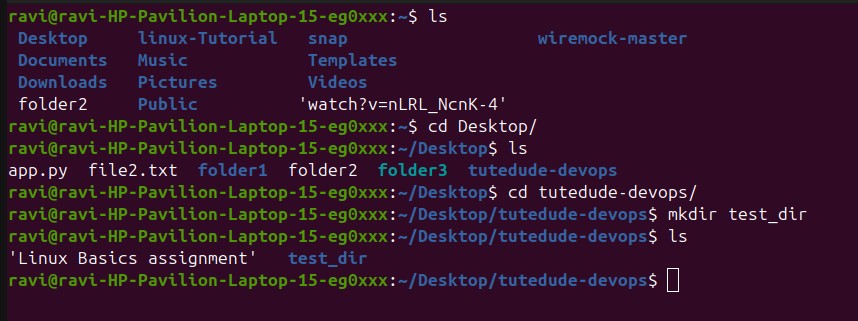 ravi@ravi-HP-Pavilion-Laptop-15-eg0xxx:~$ ls
Desktop linux-Tutorial snap wiremock-master
Documents Music Templates
Downloads Pictures Videos
folder2 Public 'watch?v=nLRL_NcnK-4'
ravi@ravi-HP-Pavilion-Laptop-15-eg0xxx:~$ cd Desktop/
ravi@ravi-HP-Pavilion-Laptop-15-eg0xxx:~/Desktop$ ls
app.py file2.txt folder1 folder2 folder3 tutedude-devops
ravi@ravi-HP-Pavilion-Laptop-15-eg0xxx:~/Desktop$ cd tutedude-devops/
ravi@ravi-HP-Pavilion-Laptop-15-eg0xxx:~/Desktop/tutedude-devops$ mkdir test_dir
ravi@ravi-HP-Pavilion-Laptop-15-eg0xxx:~/Desktop/tutedude-devops$ ls
'Linux Basics assignment' test_dir
ravi@ravi-HP-Pavilion-Laptop-15-eg0xxx:~/Desktop/tutedude-devops$